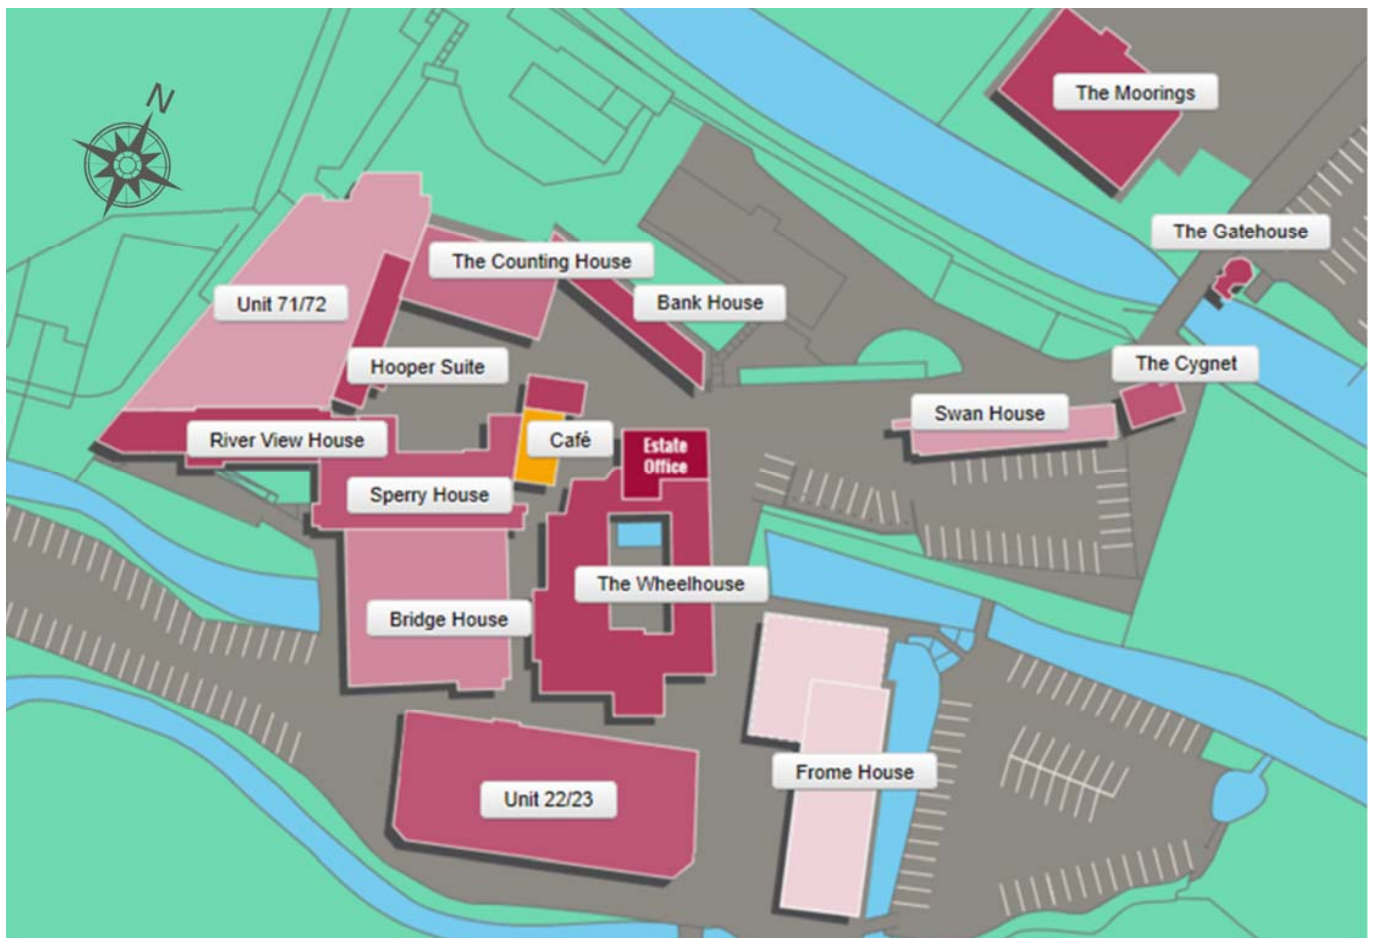 N
The Moorings
The Gatehouse
The Counting House
Unit 71/72
Bank House
Hooper Suite
The Cygnet
Swan House
River View House
Café
Estate
Office
Sperry House
The Wheelhouse
Bridge House
Frome House
Unit 22/23